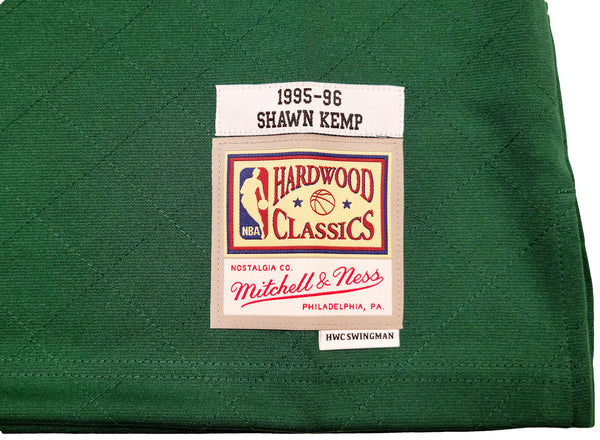 1995-96
SHAWN KEMP
NBA
HARDWOOD
CLASSICS
NOSTALGIA CO.
Mitchell & Ness
PHILADELPHIA, PA.
HWC SWINGMAN